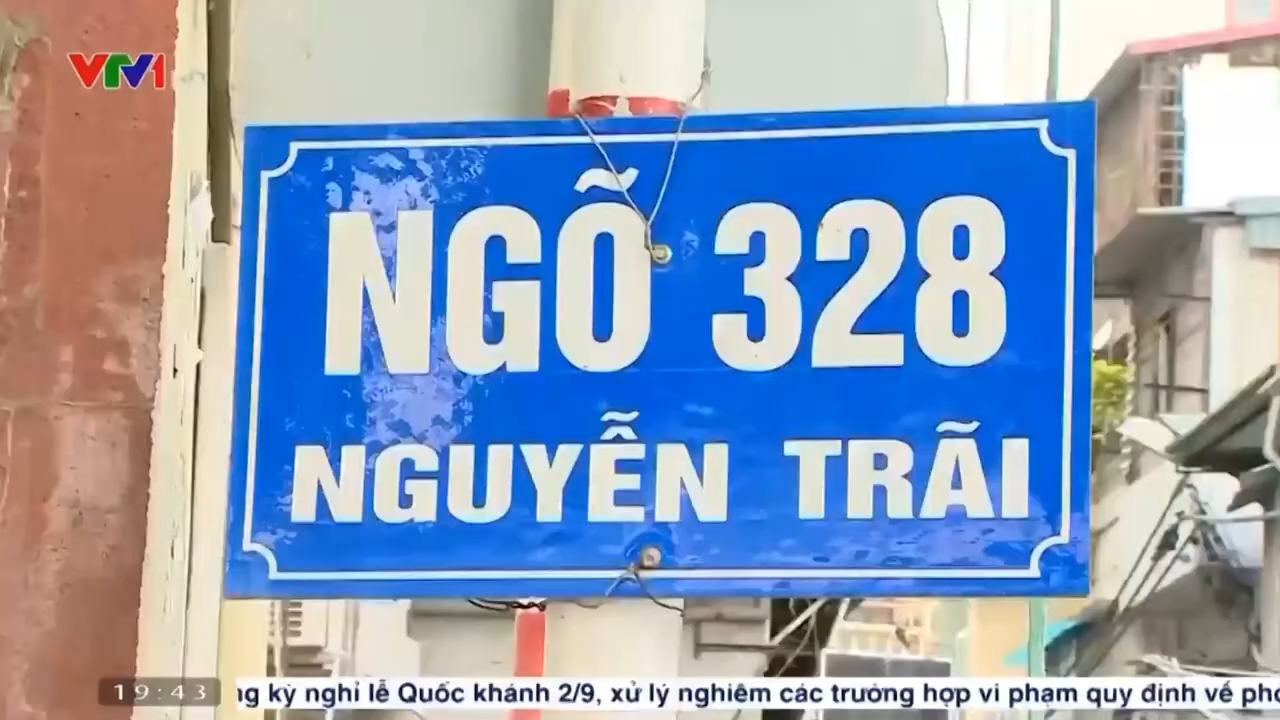 VTV1
NGÕ 328
NGUYỄN TRÃI
19:43
kỳ nghỉ lễ Quốc khánh 2/9, xử lý nghiêm các trường hợp vi phạm quy định về